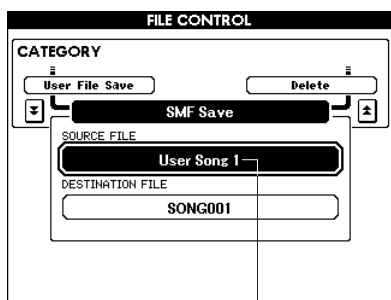 FILE CONTROL
CATEGORY
User File Save
Delete
SMF Save
SOURCE FILE
User Song 1
DESTINATION FILE
SONG001